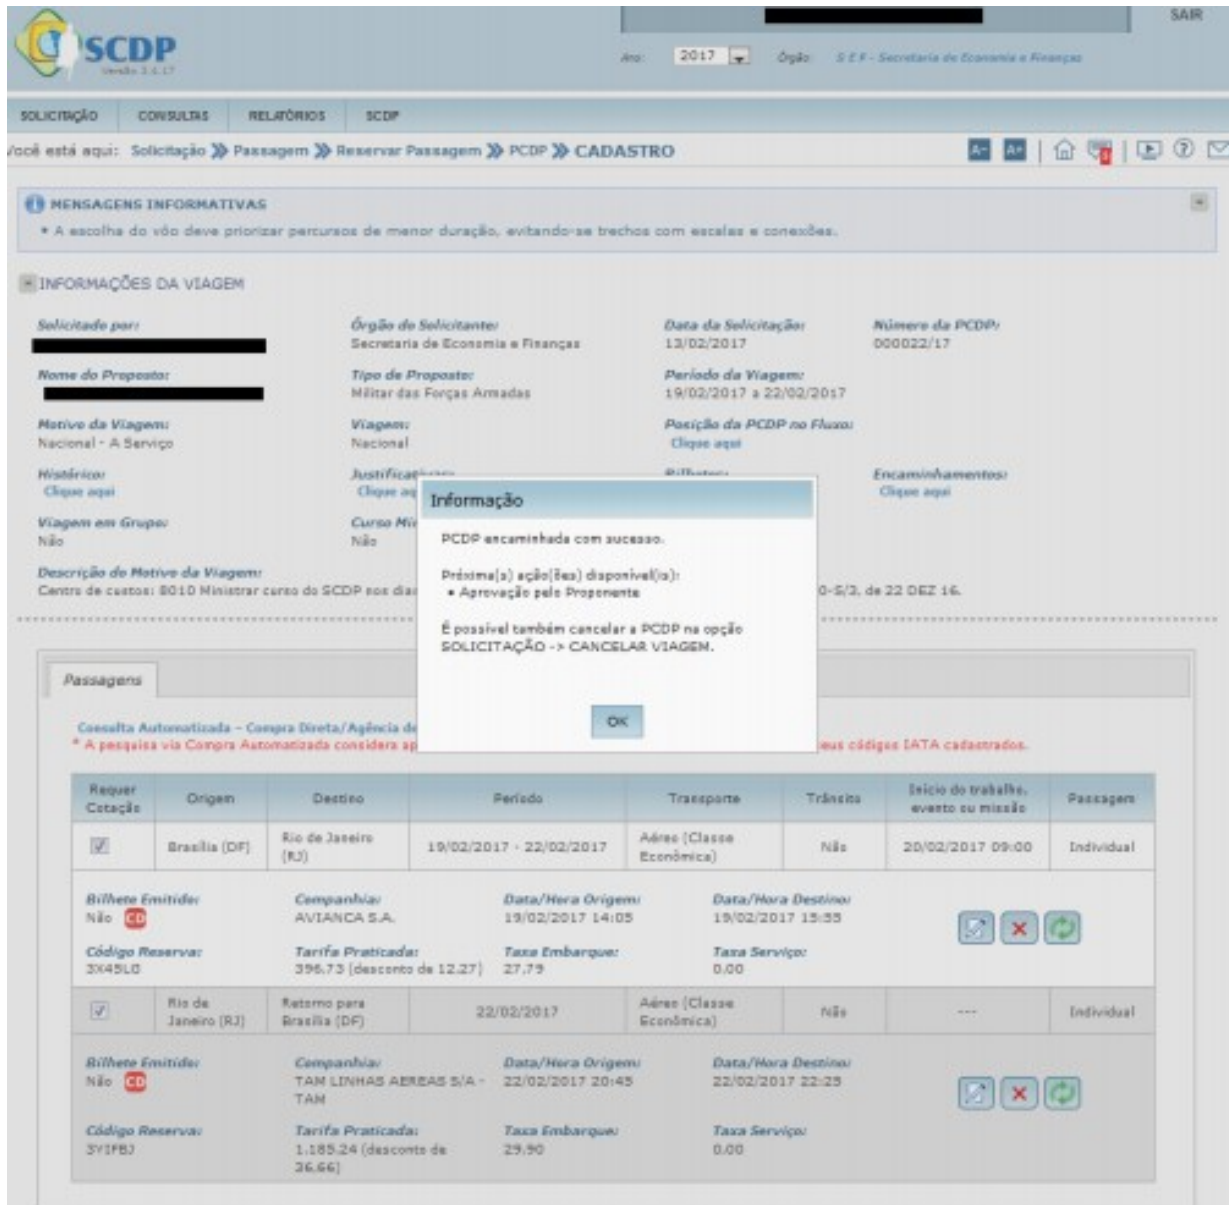 SAIR
SCDP
Versão 3.4.17
Ano: 2017 Órgão: S E F - Secretaria de Economia e Finanças
SOLICITAÇÃO CONSULTAS RELATÓRIOS SCDP
Você está aqui: Solicitação Passagem Reservar Passagem PCDP CADASTRO
A- A+
MENSAGENS INFORMATIVAS
• A escolha do vôo deve priorizar percursos de menor duração, evitando-se trechos com escalas e conexões.
INFORMAÇÕES DA VIAGEM
Solicitado por: Órgão do Solicitante: Data da Solicitação: Número da PCDP:
Secretaria de Economia e Finanças 13/02/2017 000022/17
Nome do Proposto: Tipo de Proposto: Período da Viagem:
Militar das Forças Armadas 19/02/2017 a 22/02/2017
Motivo da Viagem: Viagem: Posição da PCDP no Fluxo:
Nacional - A Serviço Nacional Clique aqui
Histórico: Encaminhamentos:
Clique aqui Clique aq Clique aqui
Viagem em Grupo: Curso Mi
Não Não
Descrição do Motivo da Viagem:
Centro de custos: 8010 Ministrar curso do SCDP nos dia 0-S/3, de 22 DEZ 16.
Informação
PCDP encaminhada com sucesso.
Próxima(s) ação(ões) disponível(is):
• Aprovação pelo Proponente
É possível também cancelar a PCDP na opção
SOLICITAÇÃO -> CANCELAR VIAGEM.
OK
Passagens
Consulta Automatizada - Compra Direta/Agência de
* A pesquisa via Compra Automatizada considera ap eus códigos IATA cadastrados.
Requer Cotação Origem Destino Período Transporte Trânsito Início do trabalho, evento ou missão Passagem
Brasília (DF) Rio de Janeiro (RJ) 19/02/2017 - 22/02/2017 Aéreo (Classe Econômica) Não 20/02/2017 09:00 Individual
Bilhete Emitido: Companhia: Data/Hora Origem: Data/Hora Destino:
Não CD AVIANCA S.A. 19/02/2017 14:05 19/02/2017 15:55
Código Reserva: Tarifa Praticada: Taxa Embarque: Taxa Serviço:
396.73 (desconto de 12.27) 27.79 0.00
Rio de Janeiro (RJ) Retorno para Brasília (DF) 22/02/2017 Aéreo (Classe Econômica) Não --- Individual
Bilhete Emitido: Companhia: Data/Hora Origem: Data/Hora Destino:
Não CD TAM LINHAS AEREAS S/A - TAM 22/02/2017 20:45 22/02/2017 22:25
Código Reserva: Tarifa Praticada: Taxa Embarque: Taxa Serviço:
1.185.24 (desconto de 36.66) 29.90 0.00